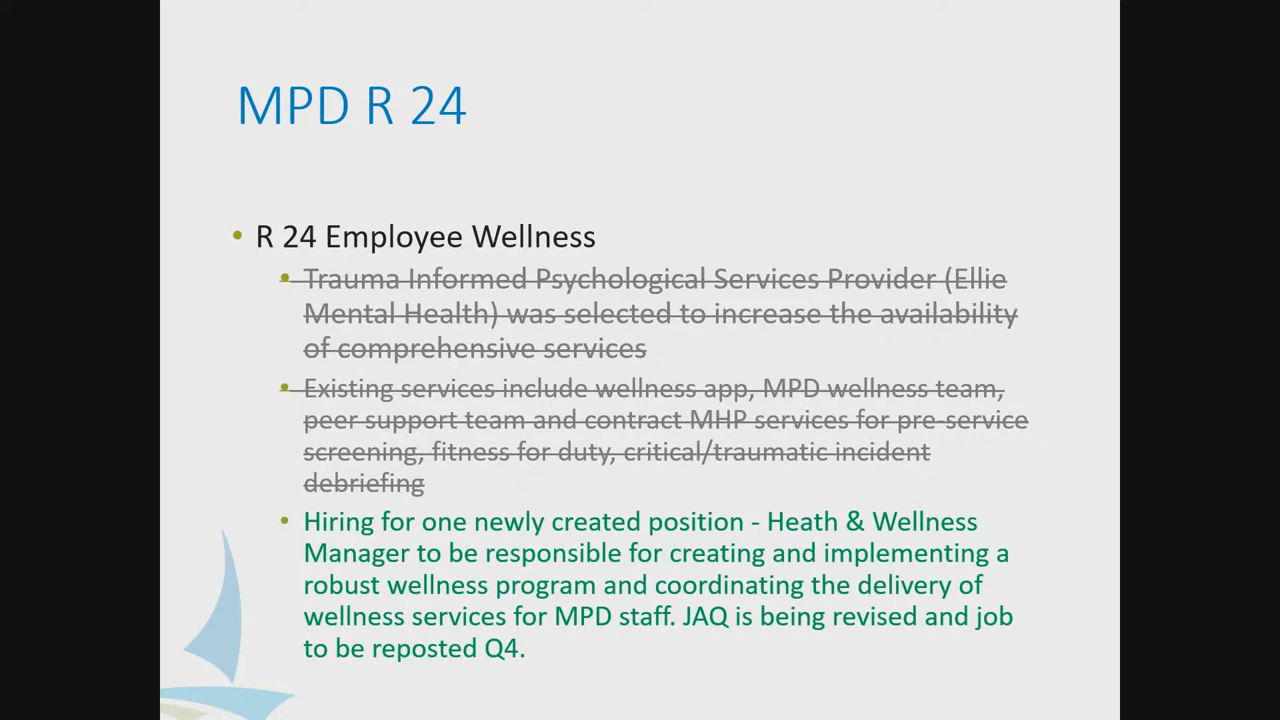 MPD R 24
• R 24 Employee Wellness
• Trauma Informed Psychological Services Provider (Ellie
Mental Health) was selected to increase the availability
of comprehensive services
• Existing services include wellness app, MPD wellness team,
peer support team and contract MHP services for pre-service
screening, fitness for duty, critical/traumatic incident
debriefing
• Hiring for one newly created position - Heath & Wellness
Manager to be responsible for creating and implementing a
robust wellness program and coordinating the delivery of
wellness services for MPD staff. JAQ is being revised and job
to be reposted Q4.